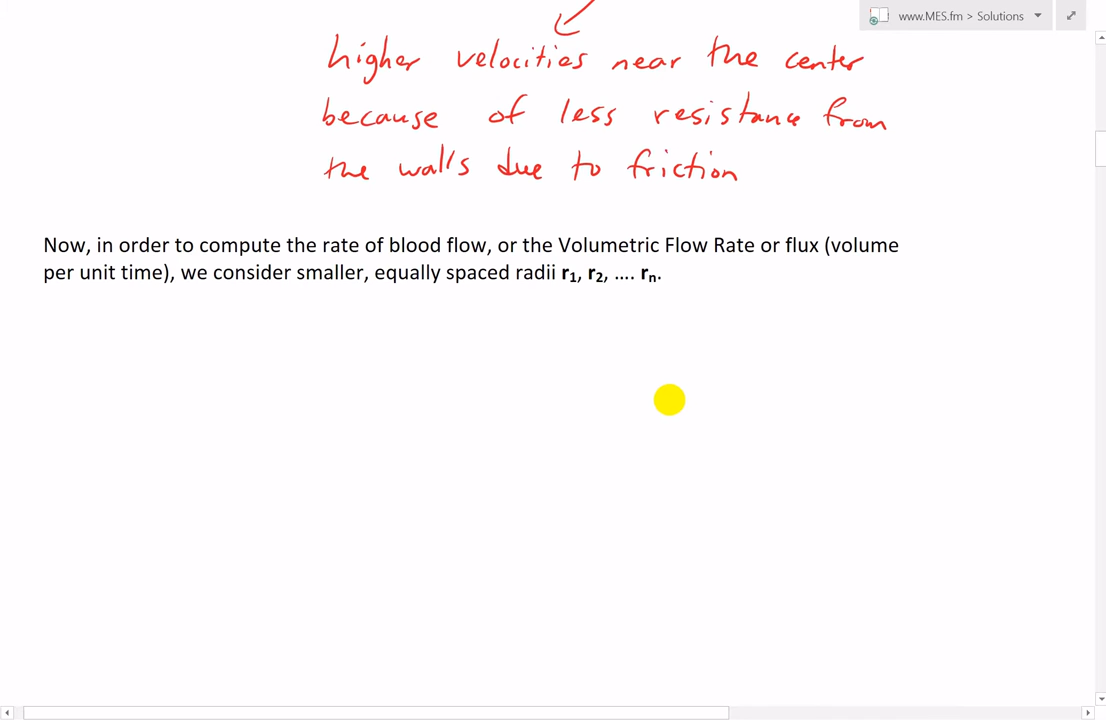 www.MES.fm > Solutions
higher velocities near the center
because of less resistance from
the walls due to friction
Now, in order to compute the rate of blood flow, or the Volumetric Flow Rate or flux (volume
per unit time), we consider smaller, equally spaced radii r₁, r₂, .... rₙ.